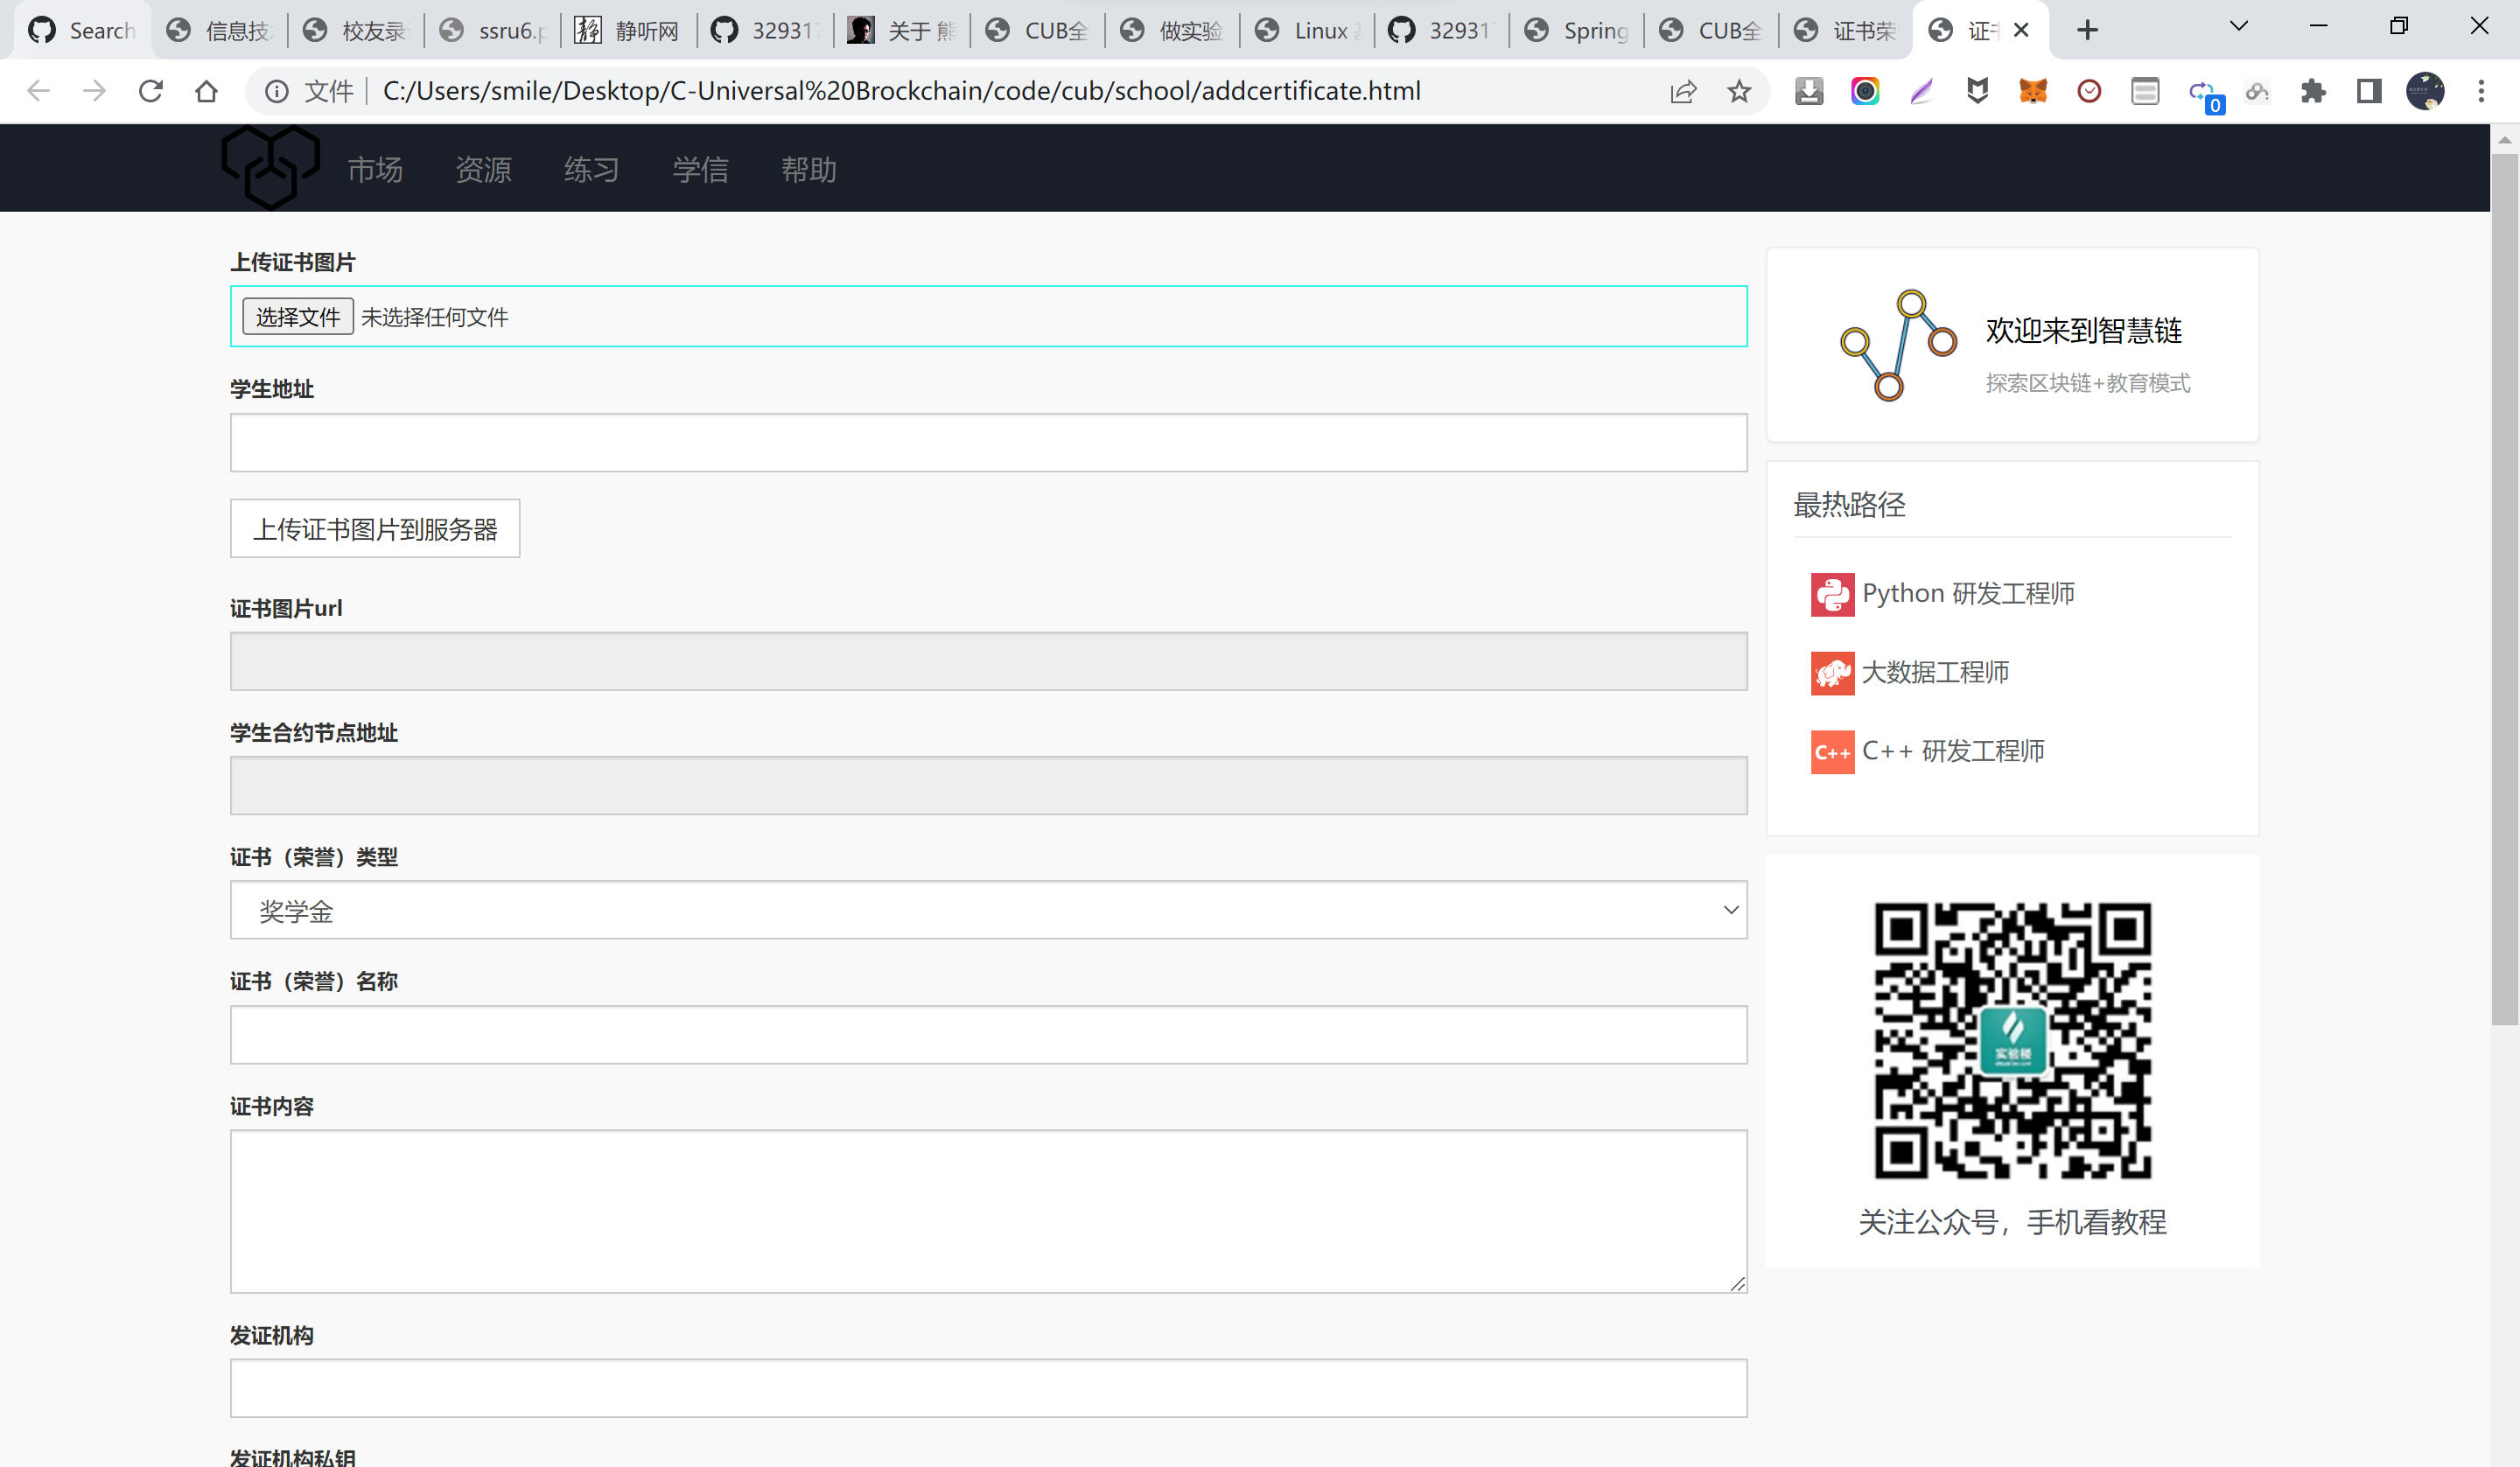 Search
信息技
校友录
ssru6.p
静听网
32931
关于 熊
CUB全
做实验
Linux
32931
Spring
CUB全
证书荣
证
文件
C:/Users/smile/Desktop/C-Universal%20Brockchain/code/cub/school/addcertificate.html
0
市场 资源 练习 学信 帮助
上传证书图片
选择文件 未选择任何文件
学生地址
上传证书图片到服务器
证书图片url
学生合约节点地址
证书（荣誉）类型
奖学金
证书（荣誉）名称
证书内容
发证机构
发证机构私钥
欢迎来到智慧链
探索区块链+教育模式
最热路径
Python 研发工程师
大数据工程师
C++ C++ 研发工程师
实验楼
关注公众号，手机看教程